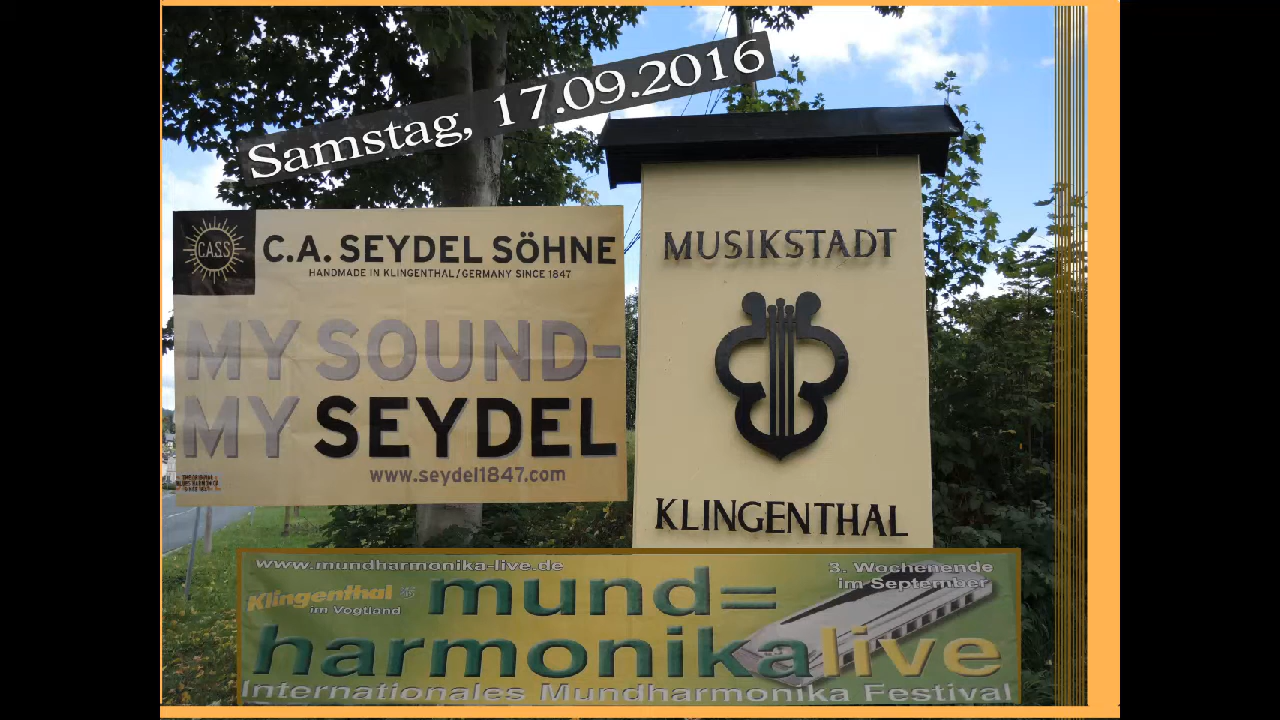 Samstag, 17.09.2016
CASS
C.A. SEYDEL SÖHNE
HANDMADE IN KLINGENTHAL/GERMANY SINCE 1847
MY SOUND-
MY SEYDEL
www.seydel1847.com
MUSIKSTADT
KLINGENTHAL
www.mundharmonika-live.de
3. Wochenende
im September
Klingenthal
im Vogtland
mund=
harmonikalive
Internationales Mundharmonika Festival